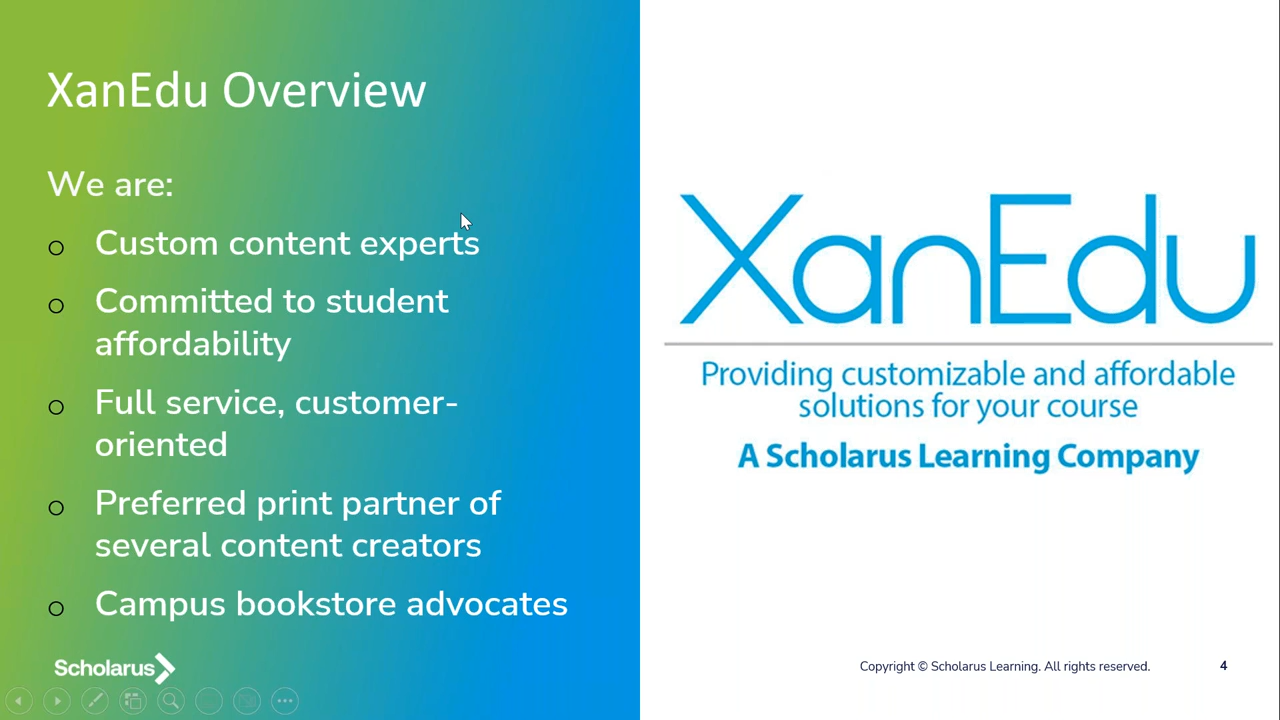 XanEdu Overview
We are:
Custom content experts
Committed to student
affordability
Full service, customer-
oriented
Preferred print partner of
several content creators
Campus bookstore advocates
Scholarus
XanEdu
Providing customizable and affordable
solutions for your course
A Scholarus Learning Company
Copyright © Scholarus Learning. All rights reserved.
4